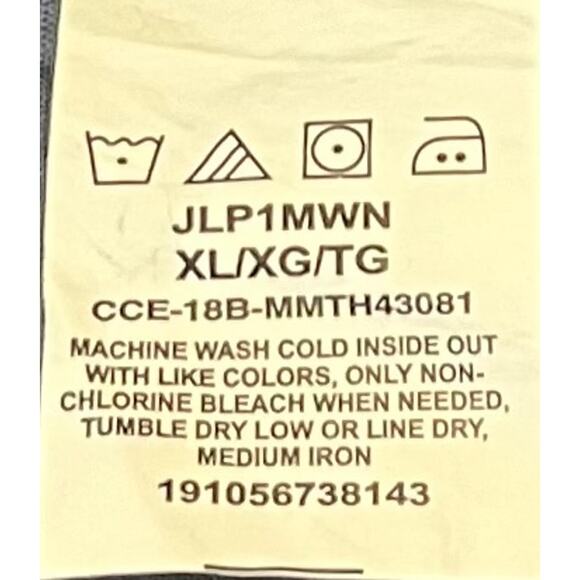 JLP1MWN
XL/XG/TG
CCE-18B-MMTH43081
MACHINE WASH COLD INSIDE OUT
WITH LIKE COLORS, ONLY NON-
CHLORINE BLEACH WHEN NEEDED,
TUMBLE DRY LOW OR LINE DRY,
MEDIUM IRON
191056738143